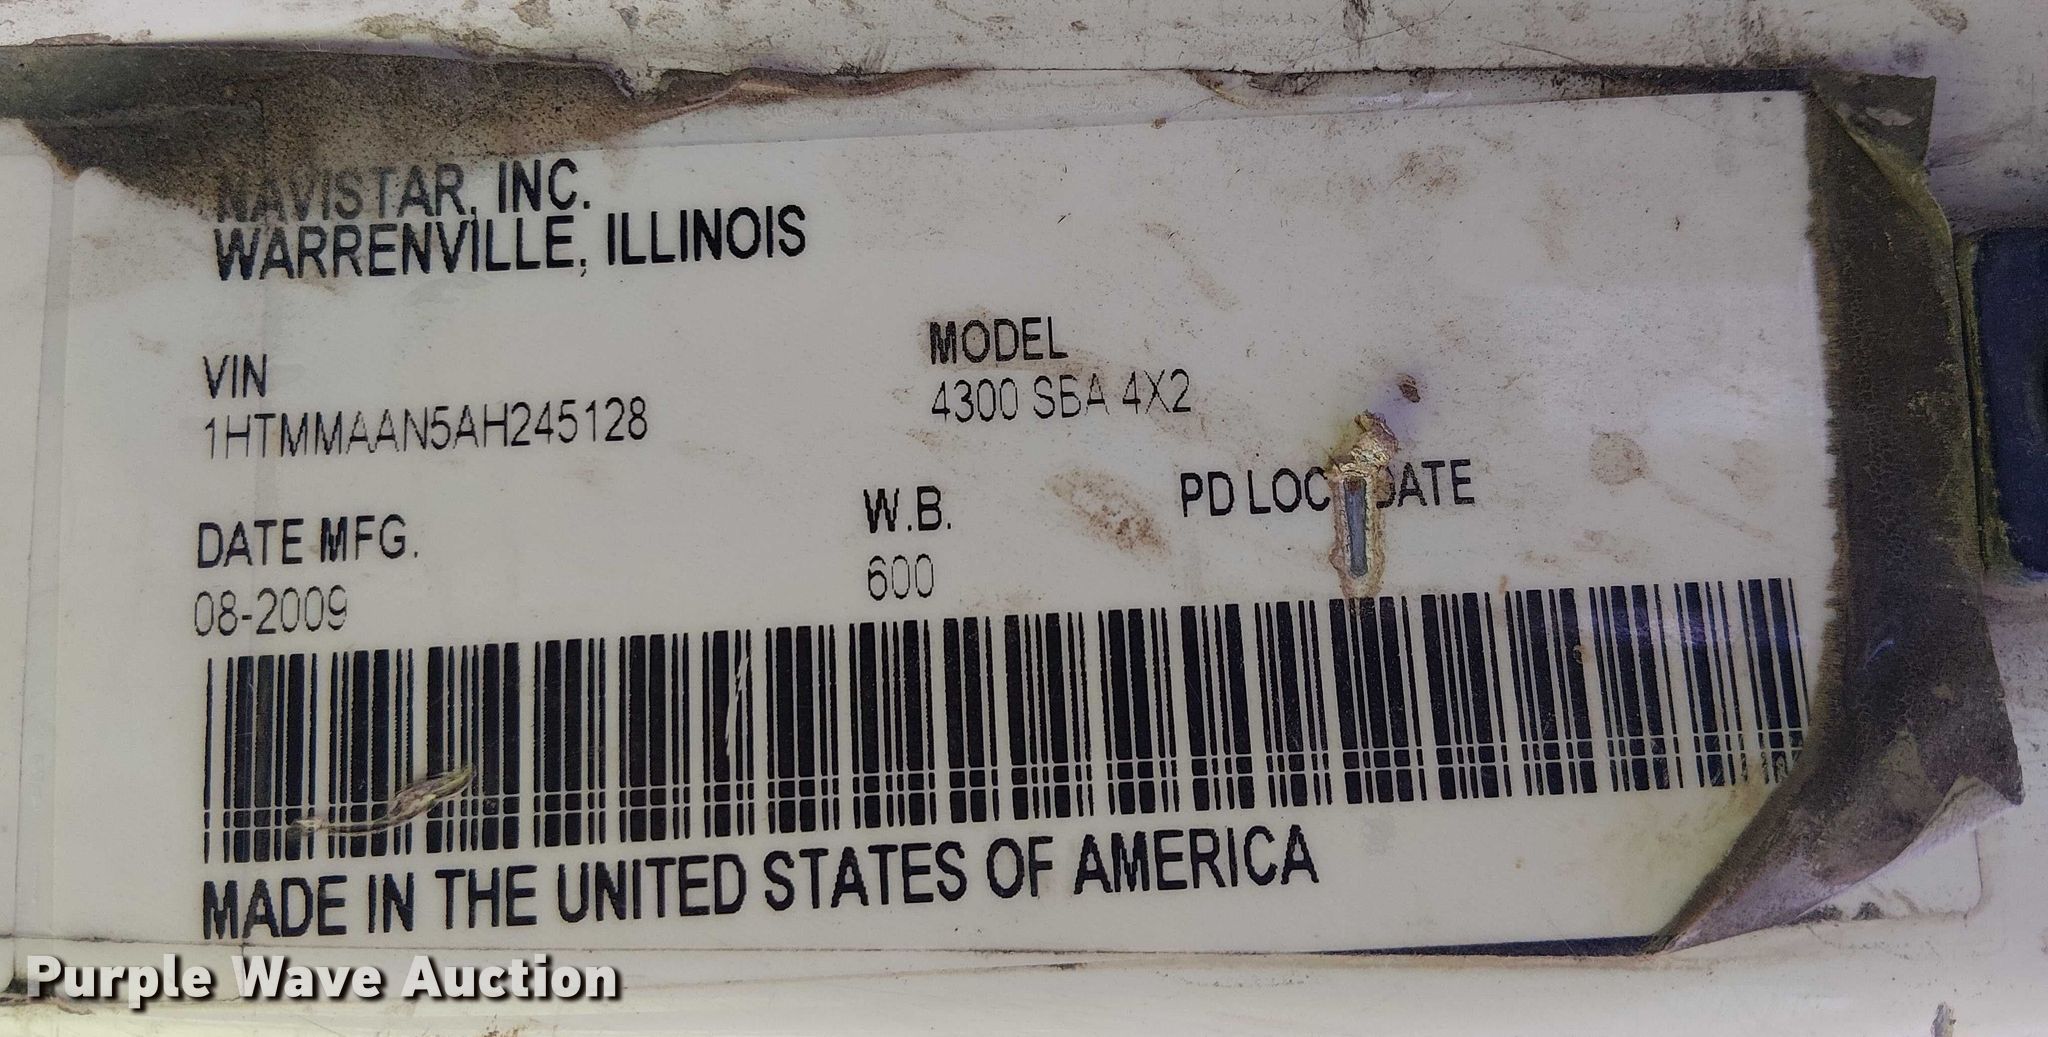 NAVISTAR, INC.
WARRENVILLE, ILLINOIS
VIN
1HTMMAAN5AH245128
MODEL
4300 SBA 4X2
DATE MFG.
08-2009
W.B.
600
PD LOC DATE
MADE IN THE UNITED STATES OF AMERICA
Purple Wave Auction